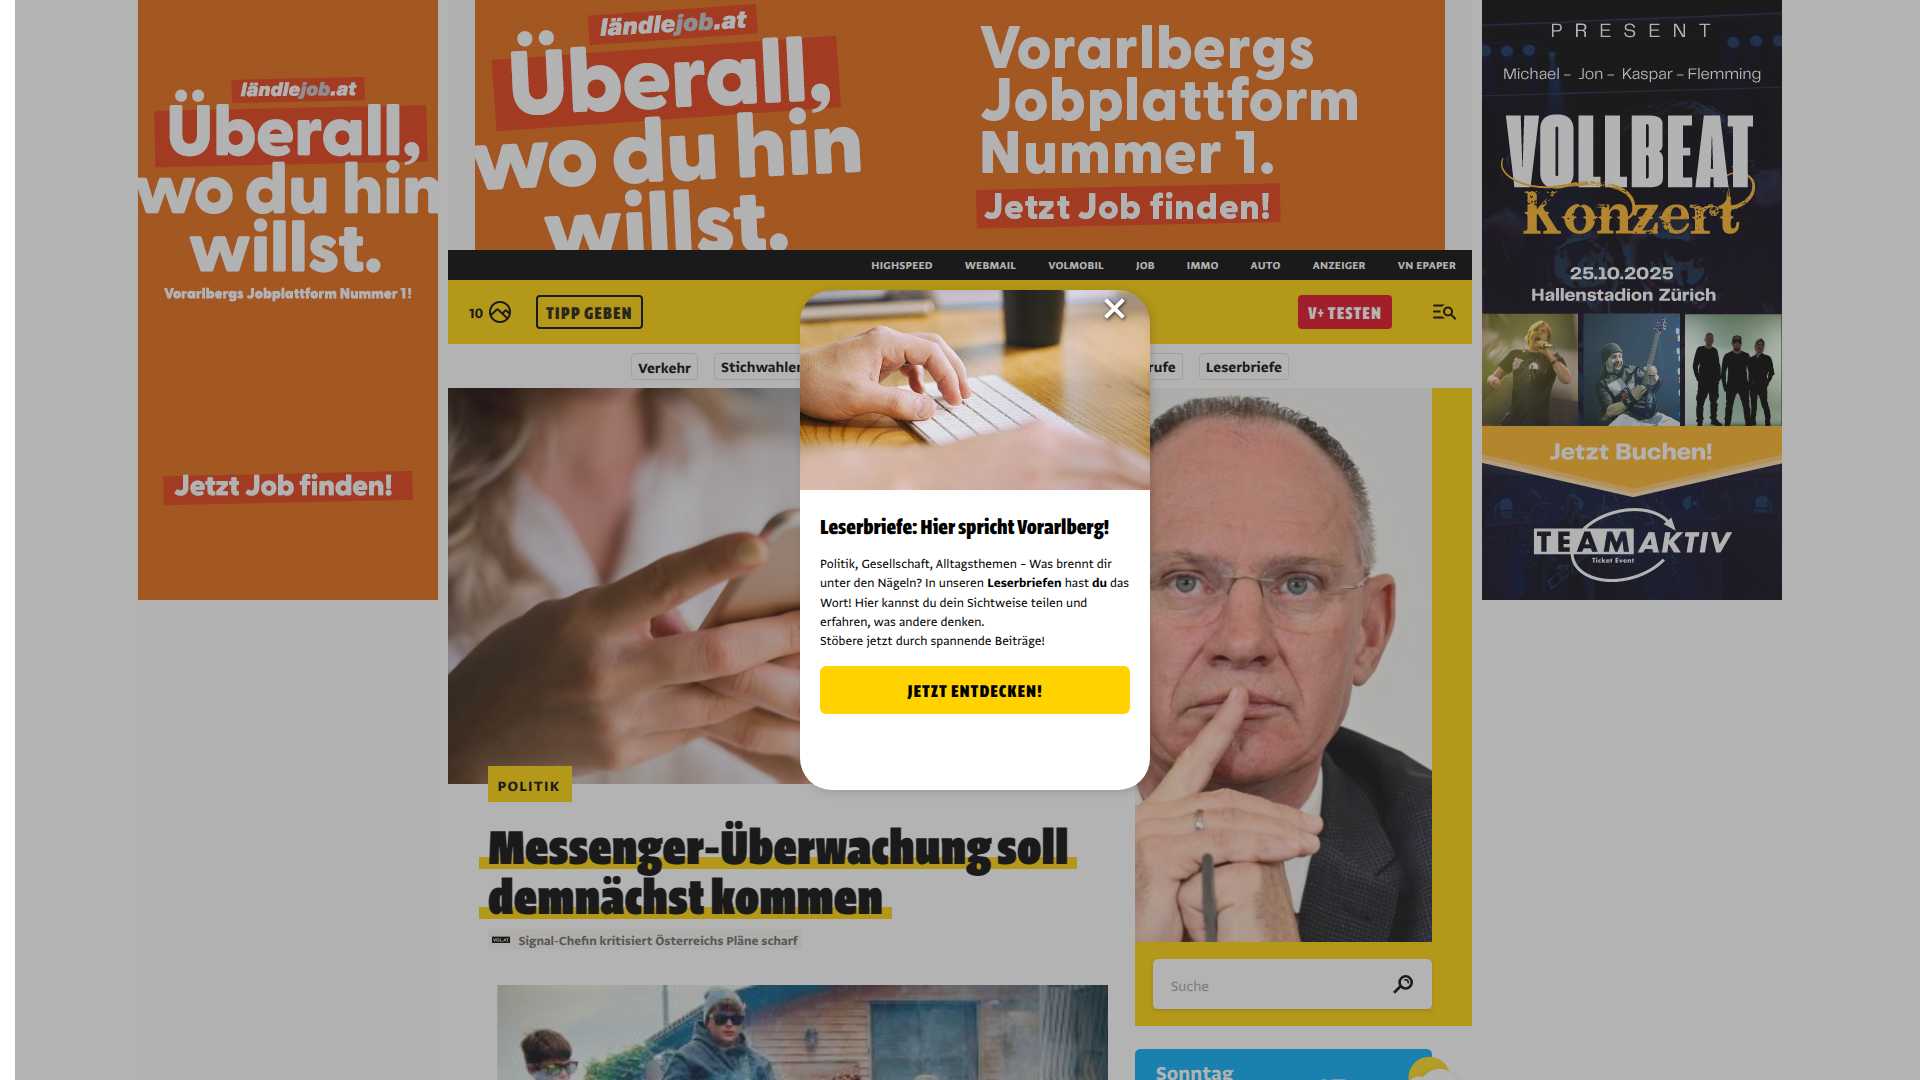 ländlejob.at
Überall,
wo du hin
willst.
Vorarlbergs Jobplattform Nummer 1!
Jetzt Job finden!
ländlejob.at
Überall,
wo du hin
willst.
Vorarlbergs
Jobplattform
Nummer 1.
Jetzt Job finden!
PRESENT
Michael – Jon – Kaspar – Flemming
VOLLBEAT
Konzert
25.10.2025
Hallenstadion Zürich
Jetzt Buchen!
TEAM AKTIV
Ticket Event
HIGHSPEED WEBMAIL VOLMOBIL JOB IMMO AUTO ANZEIGER VN EPAPER
10 TIPP GEBEN V+ TESTEN
Verkehr Stichwahlen rufe Leserbriefe
Leserbriefe: Hier spricht Vorarlberg!
Politik, Gesellschaft, Alltagsthemen – Was brennt dir
unter den Nägeln? In unseren Leserbriefen hast du das
Wort! Hier kannst du dein Sichtweise teilen und
erfahren, was andere denken.
Stöbere jetzt durch spannende Beiträge!
JETZT ENTDECKEN!
POLITIK
Messenger-Überwachung soll
demnächst kommen
VOL.AT Signal-Chefin kritisiert Österreichs Pläne scharf
Suche
Sonntag